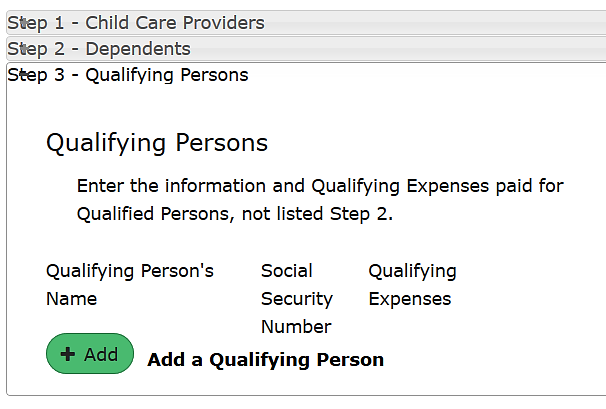 Step 1 - Child Care Providers
Step 2 - Dependents
Step 3 - Qualifying Persons
Qualifying Persons
Enter the information and Qualifying Expenses paid for
Qualified Persons, not listed Step 2.
Qualifying Person's Name
Social Security Number
Qualifying Expenses
+ Add
Add a Qualifying Person